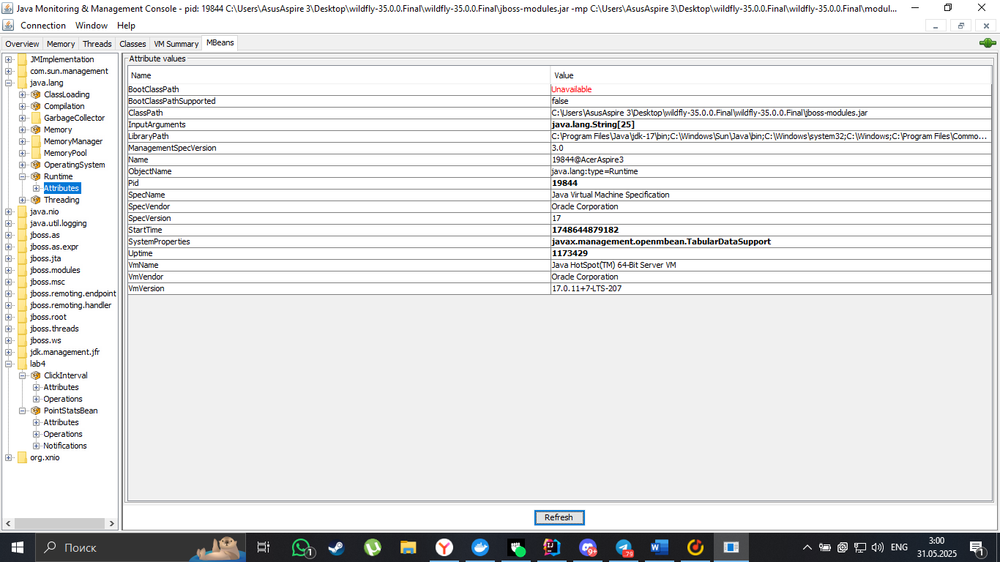 Java Monitoring & Management Console - pid: 19844 C:\Users\AsusAspire 3\Desktop\wildfly-35.0.0.Final\wildfly-35.0.0.Final\jboss-modules.jar -mp C:\Users\AsusAspire 3\Desktop\wildfly-35.0.0.Final\wildfly-35.0.0.Final\modul...
Connection Window Help
Overview Memory Threads Classes VM Summary MBeans
JMImplementation
com.sun.management
java.lang
ClassLoading
Compilation
GarbageCollector
Memory
MemoryManager
MemoryPool
OperatingSystem
Runtime
Attributes
Threading
java.nio
java.util.logging
jboss.as
jboss.as.expr
jboss.jta
jboss.modules
jboss.msc
jboss.remoting.endpoint
jboss.remoting.handler
jboss.root
jboss.threads
jboss.ws
jdk.management.jfr
lab4
ClickInterval
Attributes
Operations
PointStatsBean
Attributes
Operations
Notifications
org.xnio
Attribute values
Name Value
BootClassPath Unavailable
BootClassPathSupported false
ClassPath C:\Users\AsusAspire 3\Desktop\wildfly-35.0.0.Final\wildfly-35.0.0.Final\jboss-modules.jar
InputArguments java.lang.String[25]
LibraryPath C:\Program Files\Java\jdk-17\bin;C:\Windows\Sun\Java\bin;C:\Windows\system32;C:\Windows;C:\Program Files\Commo...
ManagementSpecVersion 3.0
Name 19844@AcerAspire3
ObjectName java.lang:type=Runtime
Pid 19844
SpecName Java Virtual Machine Specification
SpecVendor Oracle Corporation
SpecVersion 17
StartTime 1748644879182
SystemProperties javax.management.openmbean.TabularDataSupport
Uptime 1173429
VmName Java HotSpot(TM) 64-Bit Server VM
VmVendor Oracle Corporation
VmVersion 17.0.11+7-LTS-207
Refresh
Поиск
1
9+
79
ENG
3:00
31.05.2025
1